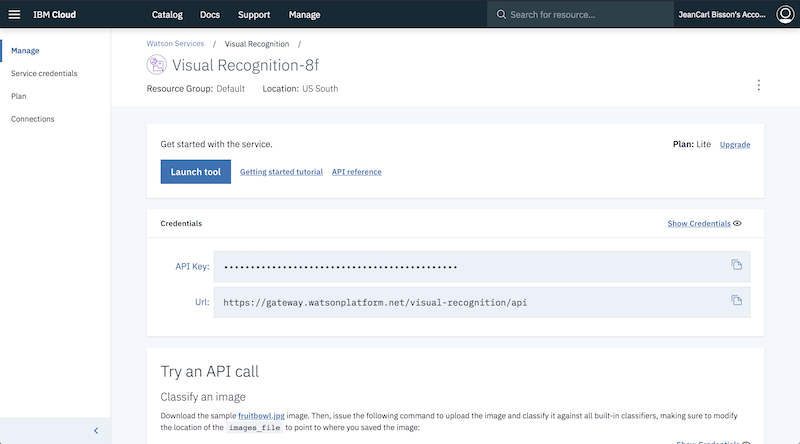 IBM Cloud Catalog Docs Support Manage Search for resource... JeanCarl Bisson's Acco...
Manage
Service credentials
Plan
Connections
Watson Services / Visual Recognition /
Visual Recognition-8f
Resource Group: Default Location: US South
Get started with the service. Plan: Lite Upgrade
Launch tool Getting started tutorial API reference
Credentials Show Credentials
API Key: ••••••••••••••••••••••••••••••••••••••••••••
Url: https://gateway.watsonplatform.net/visual-recognition/api
Try an API call
Classify an image
Download the sample fruitbowl.jpg image. Then, issue the following command to upload the image and classify it against all built-in classifiers, making sure to modify
the location of the images_file to point to where you saved the image:
Show Credentials